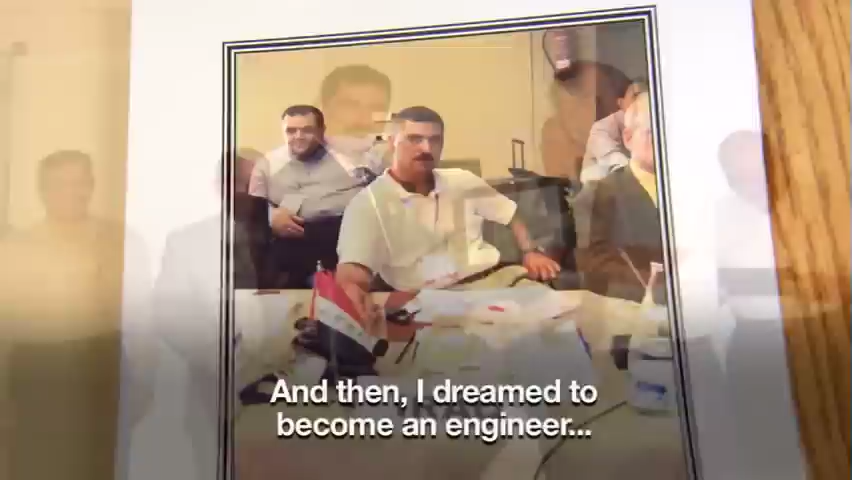 And then, I dreamed to
become an engineer...